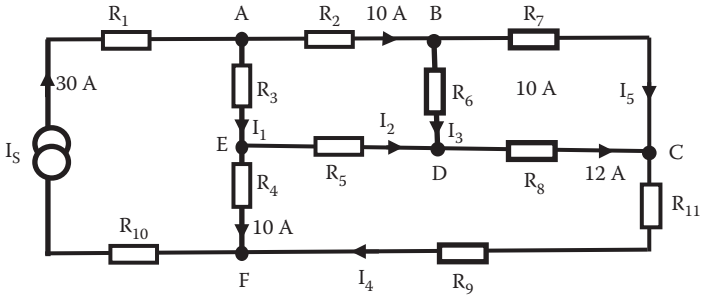 R1 A R2 10 A B R7
30 A R3 R6 10 A I5
E I1 I2 I3
IS R4 R5 D R8 12 A C
R10 10 A R11
F I4 R9